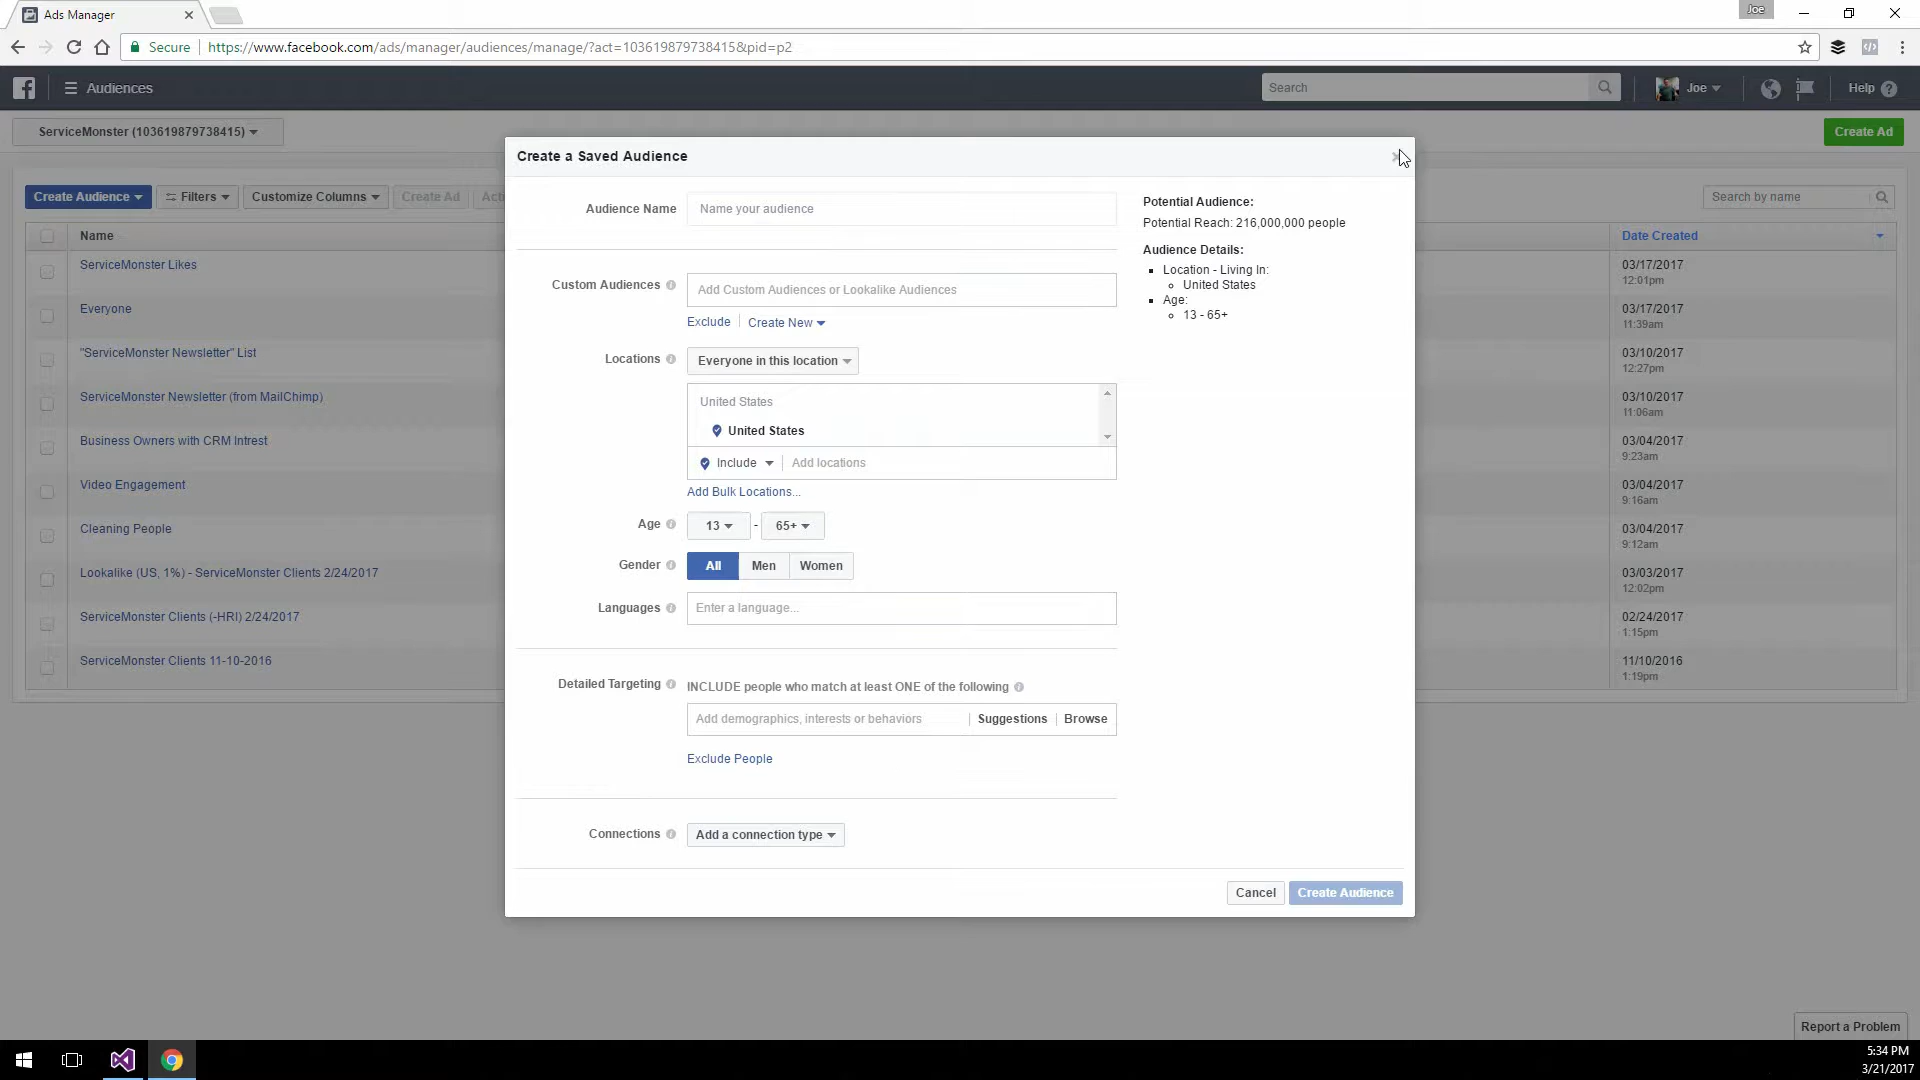 Ads Manager
Joe
Secure
https://www.facebook.com/ads/manager/audiences/manage/?act=103619879738415&pid=p2
Audiences
Search
Joe
Help
ServiceMonster (103619879738415)
Create Ad
Create a Saved Audience
Create Audience
Filters
Customize Columns
Create Ad
Acti
Search by name
Name
Date Created
ServiceMonster Likes
03/17/2017
12:01pm
Everyone
03/17/2017
11:39am
"ServiceMonster Newsletter" List
03/10/2017
12:27pm
ServiceMonster Newsletter (from MailChimp)
03/10/2017
11:06am
Business Owners with CRM Intrest
03/04/2017
9:23am
Video Engagement
03/04/2017
9:16am
Cleaning People
03/04/2017
9:12am
Lookalike (US, 1%) - ServiceMonster Clients 2/24/2017
03/03/2017
12:02pm
ServiceMonster Clients (-HRI) 2/24/2017
02/24/2017
1:15pm
ServiceMonster Clients 11-10-2016
11/10/2016
1:19pm
Audience Name
Name your audience
Custom Audiences
Add Custom Audiences or Lookalike Audiences
Exclude
Create New
Locations
Everyone in this location
United States
United States
Include
Add locations
Add Bulk Locations...
Age
13
-
65+
Gender
All
Men
Women
Languages
Enter a language...
Detailed Targeting
INCLUDE people who match at least ONE of the following
Add demographics, interests or behaviors
Suggestions
Browse
Exclude People
Connections
Add a connection type
Potential Audience:
Potential Reach: 216,000,000 people
Audience Details:
Location - Living In:
United States
Age:
13 - 65+
Cancel
Create Audience
Report a Problem
5:34 PM
3/21/2017